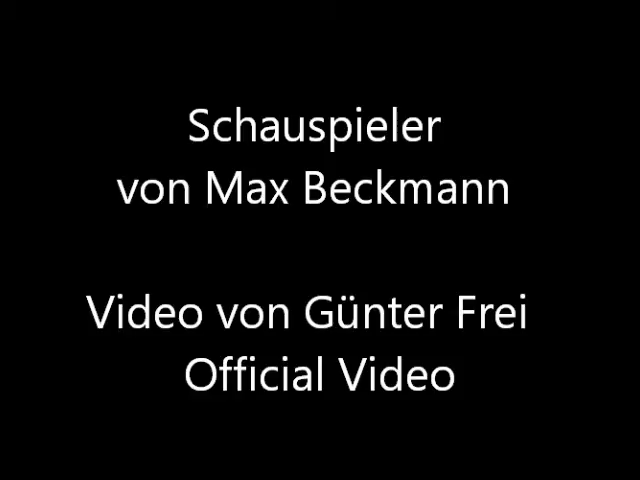 Schauspieler
von Max Beckmann
Video von Günter Frei
Official Video